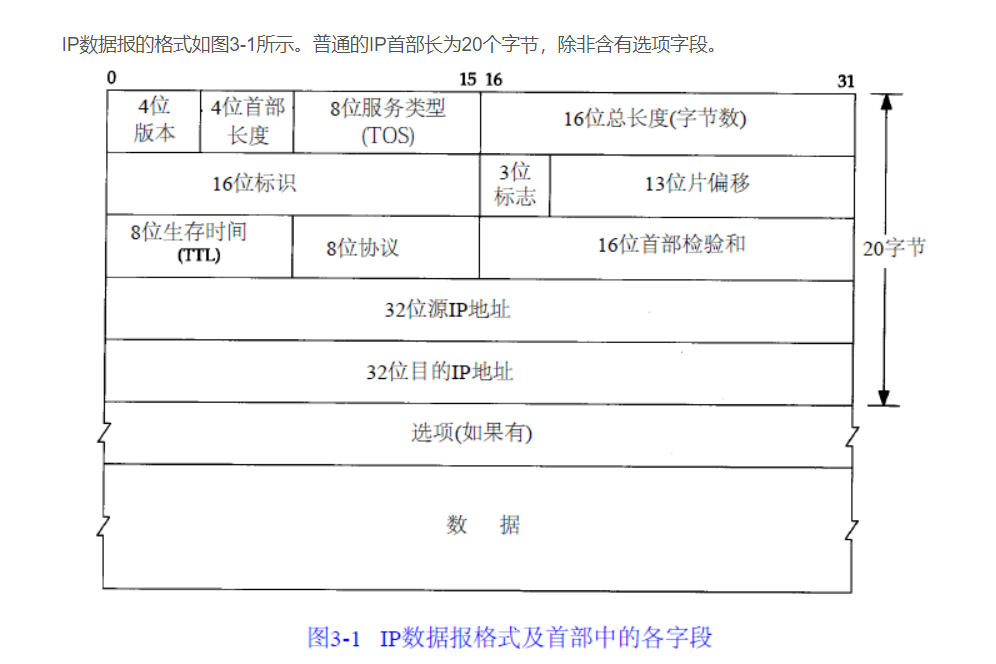 IP数据报的格式如图3-1所示。普通的IP首部长为20个字节，除非含有选项字段。
0 15 16 31
4位
版本
4位首部
长度
8位服务类型
(TOS)
16位总长度(字节数)
16位标识
3位
标志
13位片偏移
8位生存时间
(TTL)
8位协议
16位首部检验和
20字节
32位源IP地址
32位目的IP地址
选项(如果有)
数 据
图3-1 IP数据报格式及首部中的各字段